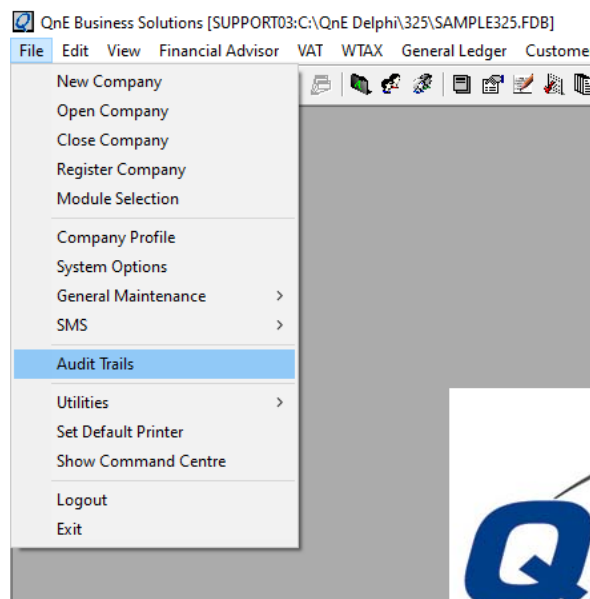 QnE Business Solutions [SUPPORT03:C:\QnE Delphi\325\SAMPLE325.FDB]
File Edit View Financial Advisor VAT WTAX General Ledger Custome
New Company
Open Company
Close Company
Register Company
Module Selection
Company Profile
System Options
General Maintenance
SMS
Audit Trails
Utilities
Set Default Printer
Show Command Centre
Logout
Exit
Q